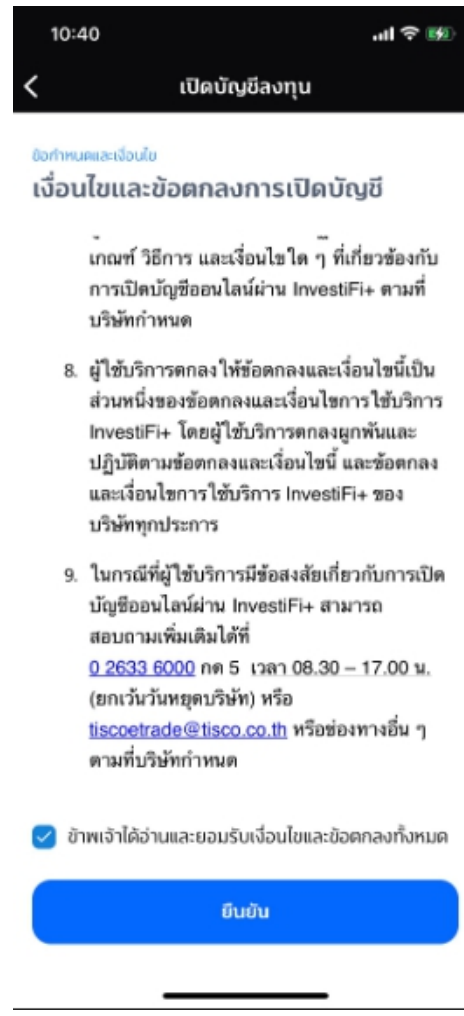 10:40
เปิดบัญชีลงทุน
ข้อกำหนดและเงื่อนไข
เงื่อนไขและข้อตกลงการเปิดบัญชี
เกณฑ์ วิธีการ และเงื่อนไขใด ๆ ที่เกี่ยวข้องกับ
การเปิดบัญชีออนไลน์ผ่าน InvestiFi+ ตามที่
บริษัทกำหนด
8. ผู้ใช้บริการตกลงให้ข้อตกลงและเงื่อนไขนี้เป็น
ส่วนหนึ่งของข้อตกลงและเงื่อนไขการใช้บริการ
InvestiFi+ โดยผู้ใช้บริการตกลงผูกพันและ
ปฏิบัติตามข้อตกลงและเงื่อนไขนี้ และข้อตกลง
และเงื่อนไขการใช้บริการ InvestiFi+ ของ
บริษัททุกประการ
9. ในกรณีที่ผู้ใช้บริการมีข้อสงสัยเกี่ยวกับการเปิด
บัญชีออนไลน์ผ่าน InvestiFi+ สามารถ
สอบถามเพิ่มเติมได้ที่
0 2633 6000 กด 5 เวลา 08.30 – 17.00 น.
(ยกเว้นวันหยุดบริษัท) หรือ
tiscoetrade@tisco.co.th หรือช่องทางอื่น ๆ
ตามที่บริษัทกำหนด
ข้าพเจ้าได้อ่านและยอมรับเงื่อนไขและข้อตกลงทั้งหมด
ยืนยัน